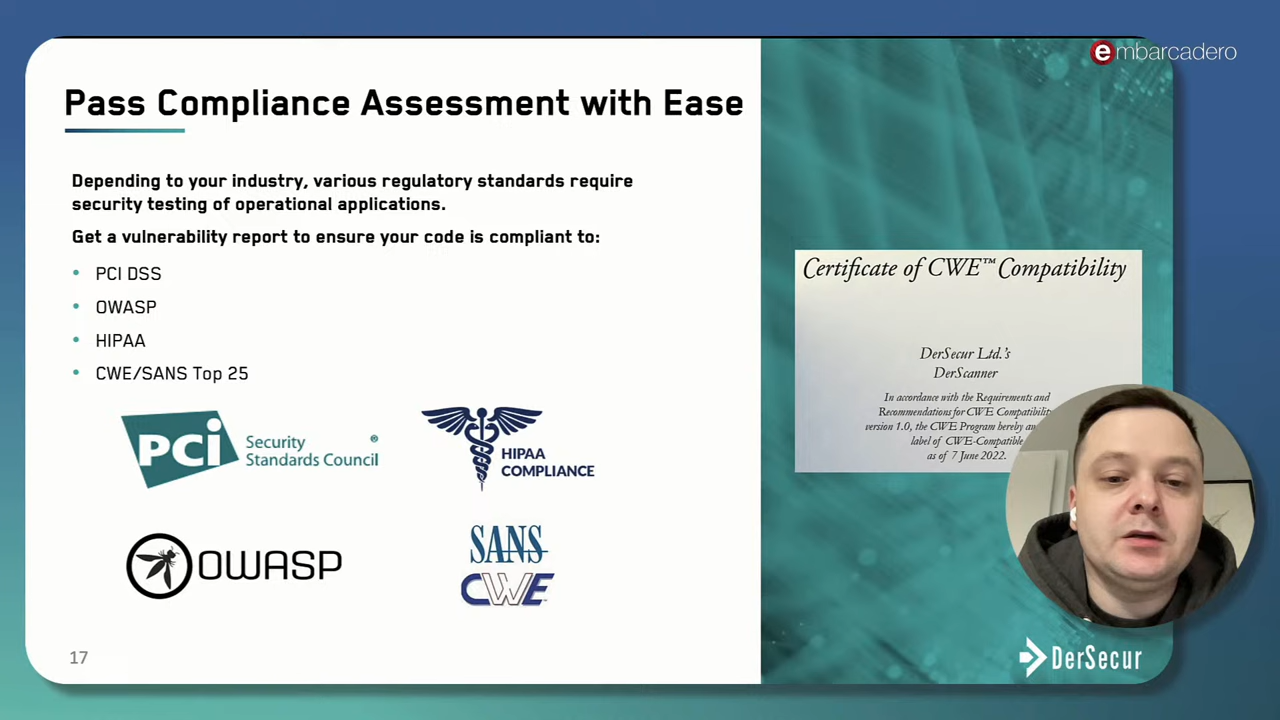 embarcadero
Pass Compliance Assessment with Ease
Depending to your industry, various regulatory standards require
security testing of operational applications.
Get a vulnerability report to ensure your code is compliant to:
• PCI DSS
• OWASP
• HIPAA
• CWE/SANS Top 25
PCi Security
Standards Council ®
HIPAA
COMPLIANCE
OWASP
SANS
CWE
17
Certificate of CWE™ Compatibility
DerSecur Ltd.'s
DerScanner
In accordance with the Requirements and
Recommendations for CWE Compatibility
version 1.0, the CWE Program hereby
label of CWE-Compatible
as of 7 June 2022.
DerSecur